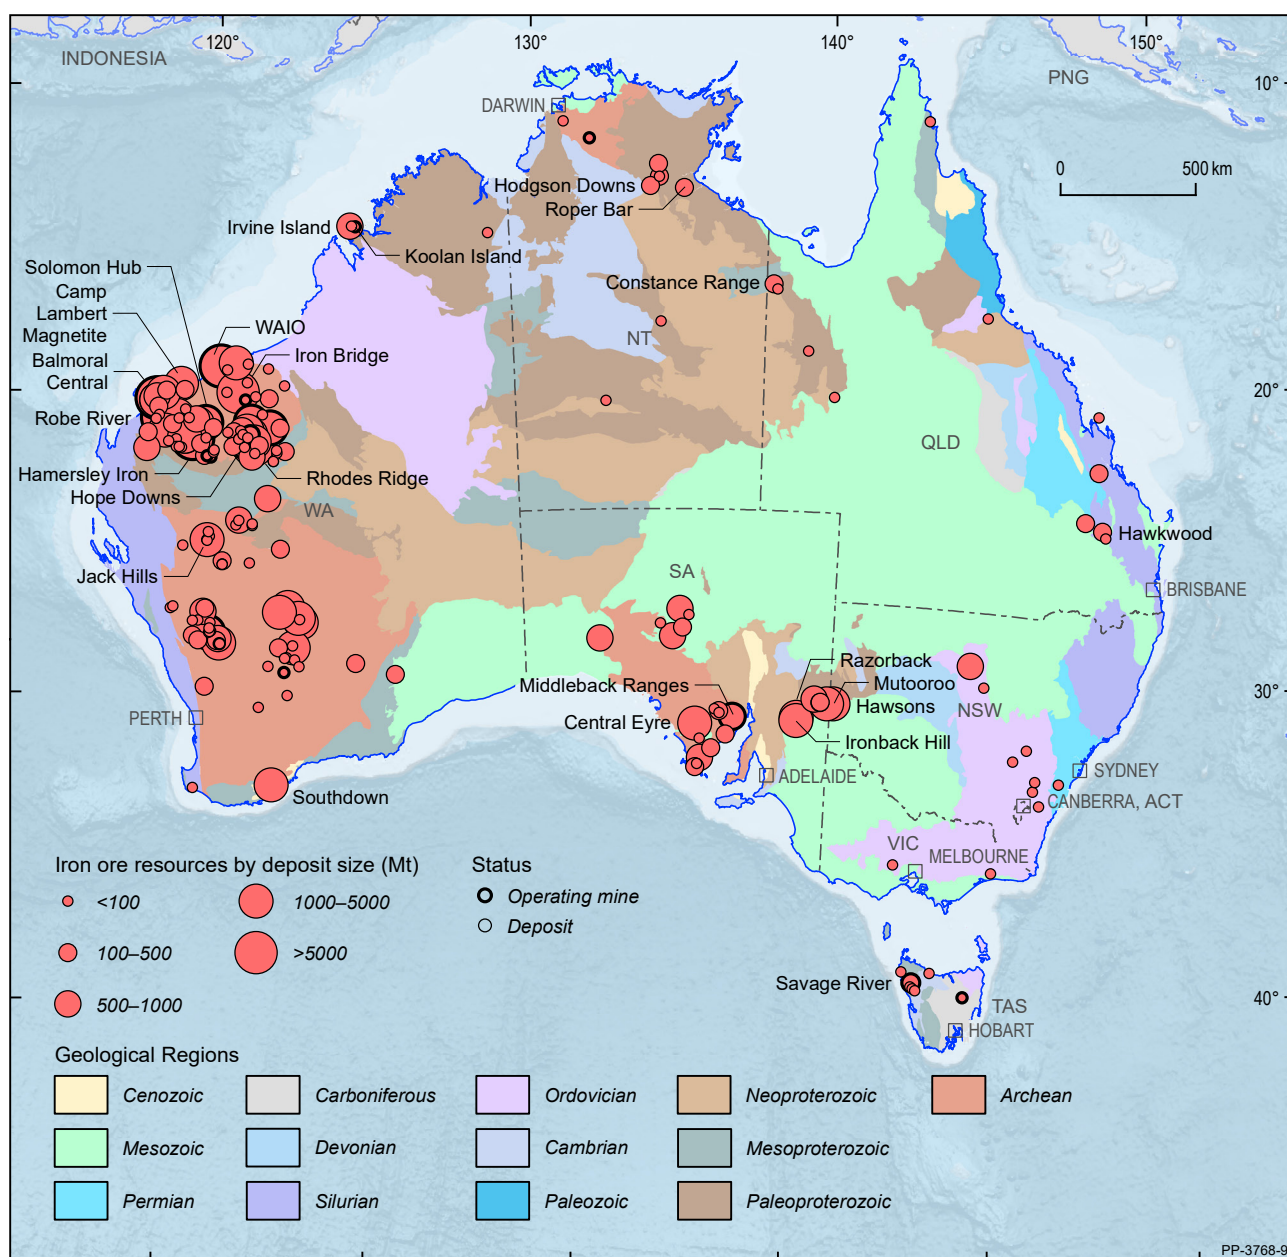 120°
130°
140°
150°
INDONESIA
PNG
10°
DARWIN
0
500 km
Hodgson Downs
Roper Bar
Irvine Island
Koolan Island
Solomon Hub
Camp
Lambert
Magnetite
Balmoral
Central
Constance Range
WAIO
NT
Iron Bridge
20°
Robe River
QLD
Hamersley Iron
Rhodes Ridge
Hope Downs
WA
Hawkwood
Jack Hills
SA
BRISBANE
Razorback
Middleback Ranges
Mutooroo
30°
PERTH
Central Eyre
Hawsons
NSW
Ironback Hill
ADELAIDE
SYDNEY
Southdown
CANBERRA, ACT
VIC
MELBOURNE
Iron ore resources by deposit size (Mt)
<100
1000–5000
100–500
>5000
500–1000
Status
Operating mine
Deposit
Savage River
40°
TAS
HOBART
Geological Regions
Cenozoic
Carboniferous
Ordovician
Neoproterozoic
Archean
Mesozoic
Devonian
Cambrian
Mesoproterozoic
Permian
Silurian
Paleozoic
Paleoproterozoic